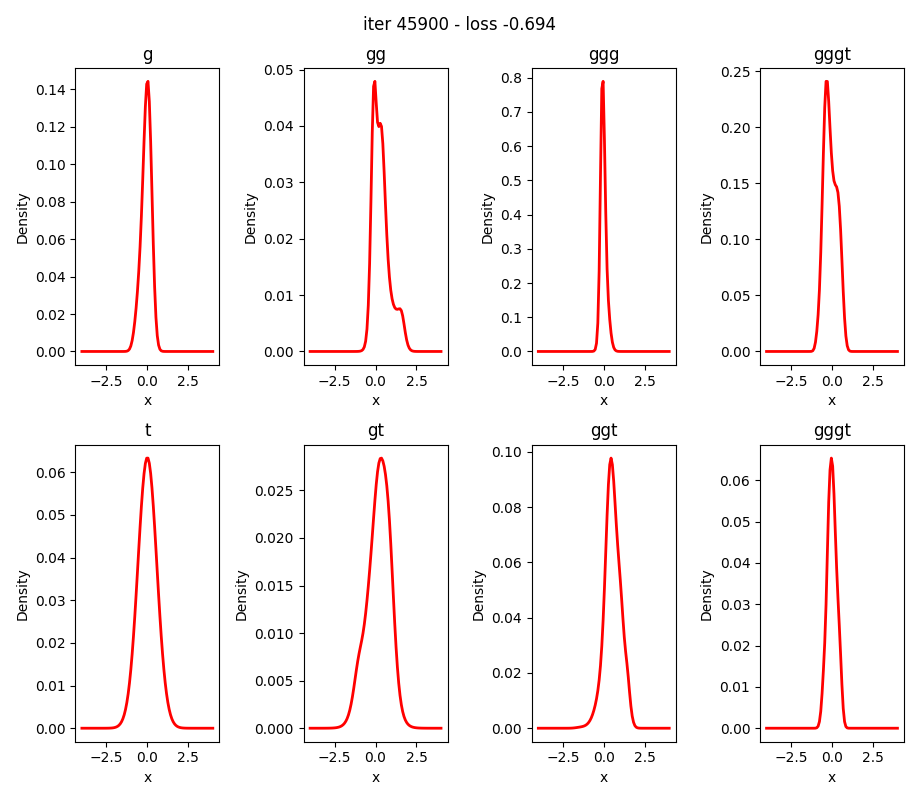 iter 45900 - loss -0.694
g
gg
ggg
gggt
0.14
0.12
0.10
0.08
0.06
0.04
0.02
0.00
Density
−2.5 0.0 2.5
x
0.05
0.04
0.03
0.02
0.01
0.00
Density
−2.5 0.0 2.5
x
0.8
0.7
0.6
0.5
0.4
0.3
0.2
0.1
0.0
Density
−2.5 0.0 2.5
x
0.25
0.20
0.15
0.10
0.05
0.00
Density
−2.5 0.0 2.5
x
t
gt
ggt
gggt
0.06
0.05
0.04
0.03
0.02
0.01
0.00
Density
−2.5 0.0 2.5
x
0.025
0.020
0.015
0.010
0.005
0.000
Density
−2.5 0.0 2.5
x
0.10
0.08
0.06
0.04
0.02
0.00
Density
−2.5 0.0 2.5
x
0.06
0.05
0.04
0.03
0.02
0.01
0.00
Density
−2.5 0.0 2.5
x